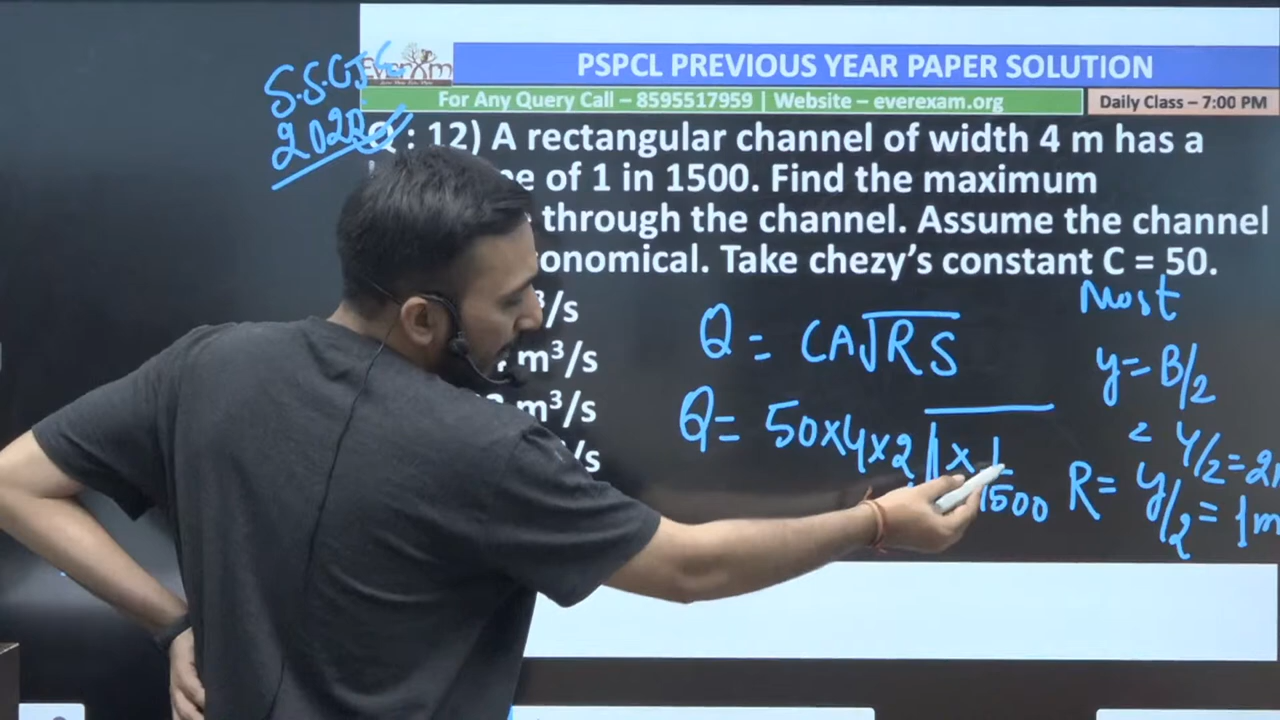 S.S.C J.E
2022
EverExam
PSPCL PREVIOUS YEAR PAPER SOLUTION
For Any Query Call – 8595517959 | Website – everexam.org
Daily Class – 7:00 PM
Q : 12) A rectangular channel of width 4 m has a
of 1 in 1500. Find the maximum
through the channel. Assume the channel
Take chezy’s constant C = 50.
³/s
m³/s
m³/s
/s
Most
Q = CA√RS
y = B/2
Q = 50×4×2√1×1/1500
= 4/2 = 2
R = y/2 = 1m